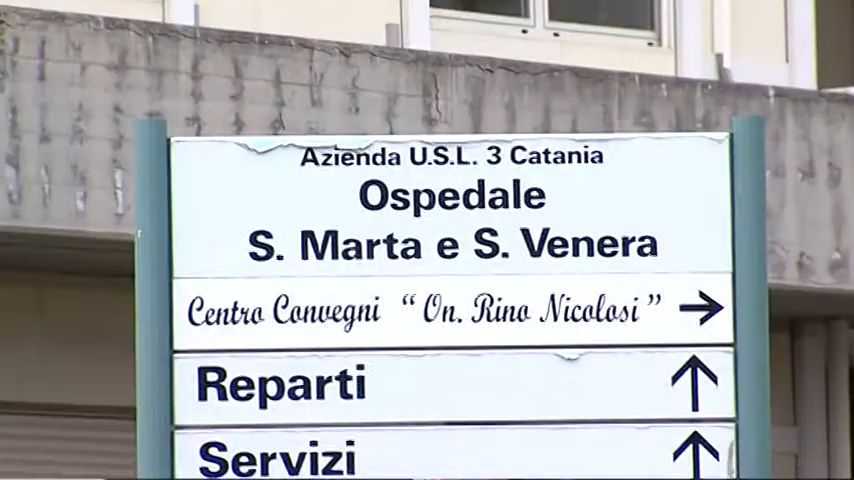 Azienda U.S.L. 3 Catania
Ospedale
S. Marta e S. Venera
Centro Convegni “On. Rino Nicolosi” →
Reparti ↑
Servizi ↑